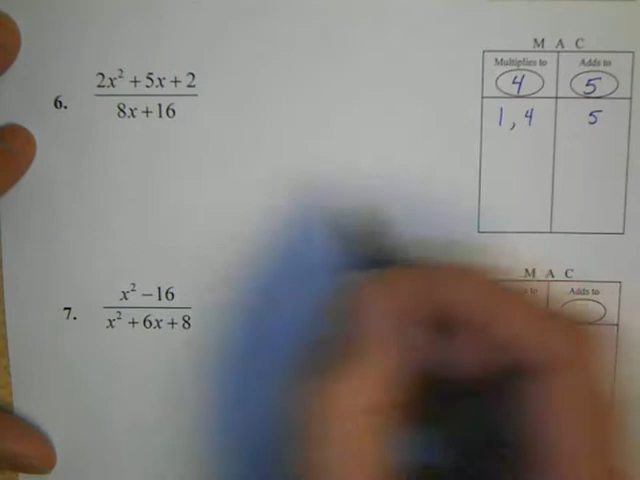 M A C
Multiplies to Adds to
4 5
1, 4 5
6. (2x² + 5x + 2)/(8x + 16)
M A C
to Adds to
7. (x² − 16)/(x² + 6x + 8)